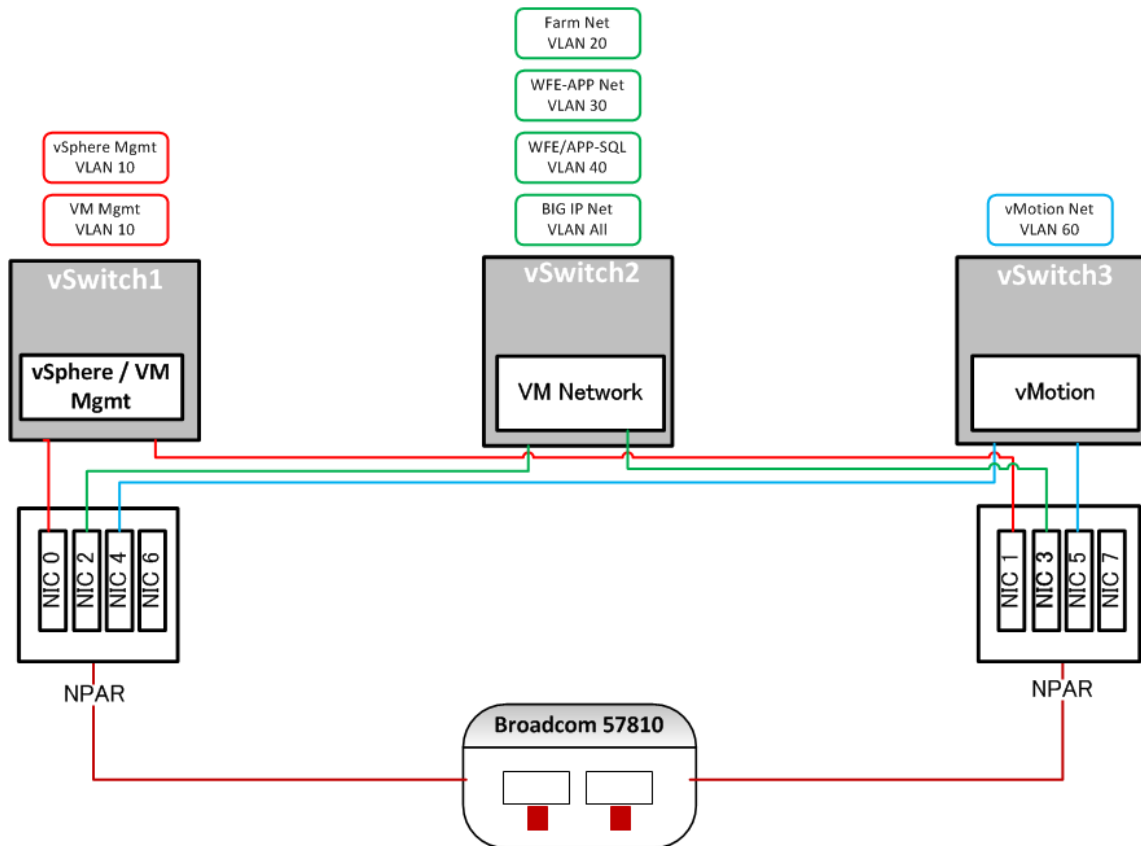 Farm Net
VLAN 20
WFE-APP Net
VLAN 30
vSphere Mgmt
VLAN 10
WFE/APP-SQL
VLAN 40
VM Mgmt
VLAN 10
BIG IP Net
VLAN All
vMotion Net
VLAN 60
vSwitch1
vSwitch2
vSwitch3
vSphere / VM
Mgmt
VM Network
vMotion
NIC 0
NIC 2
NIC 4
NIC 6
NIC 1
NIC 3
NIC 5
NIC 7
NPAR
NPAR
Broadcom 57810